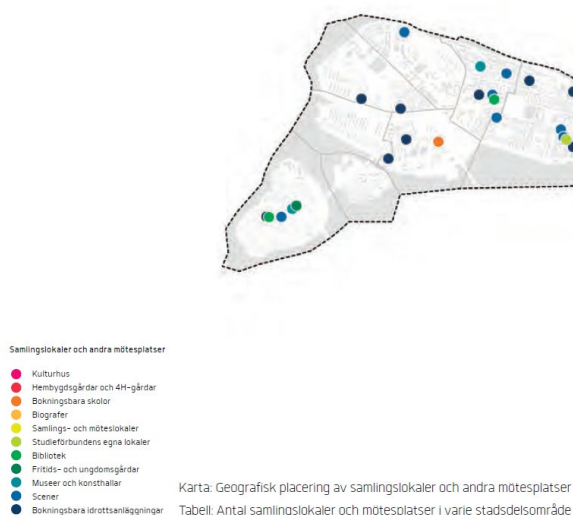 Samlingslokaler och andra mötesplatser
Kulturhus
Hembygdsgårdar och 4H-gårdar
Bokningsbara skolor
Biografer
Samlings- och möteslokaler
Studieförbundens egna lokaler
Bibliotek
Fritids- och ungdomsgårdar
Museer och konsthallar
Scener
Bokningsbara idrottsanläggningar
Karta: Geografisk placering av samlingslokaler och andra mötesplatser
Tabell: Antal samlingslokaler och mötesplatser i varje stadsdelsområde